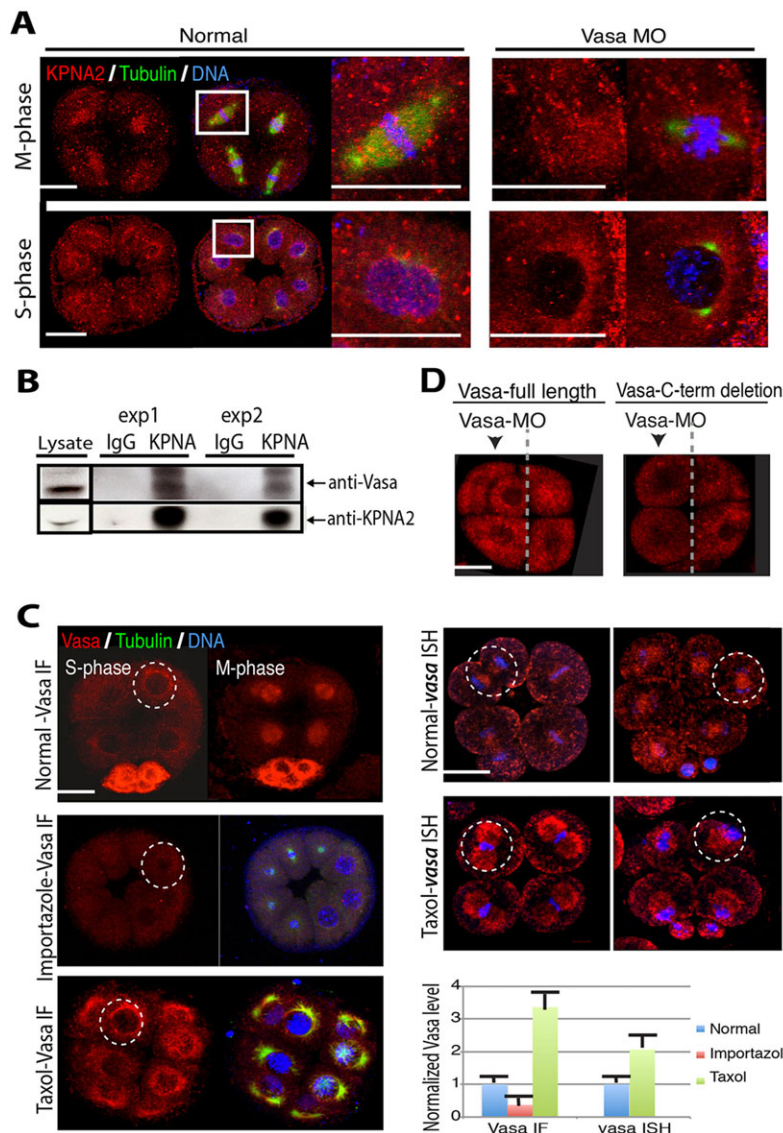 A
Normal
Vasa MO
KPNA2 / Tubulin / DNA
M-phase
S-phase
B
exp1 exp2
Lysate IgG KPNA IgG KPNA
anti-Vasa
anti-KPNA2
D
Vasa-full length Vasa-C-term deletion
Vasa-MO Vasa-MO
C
Vasa / Tubulin / DNA
S-phase M-phase
Normal -Vasa IF
Importazole-Vasa IF
Taxol-Vasa IF
Normal-vasa ISH
Taxol-vasa ISH
Normalized Vasa level
4
3
2
1
0
Vasa IF vasa ISH
Normal
Importazol
Taxol